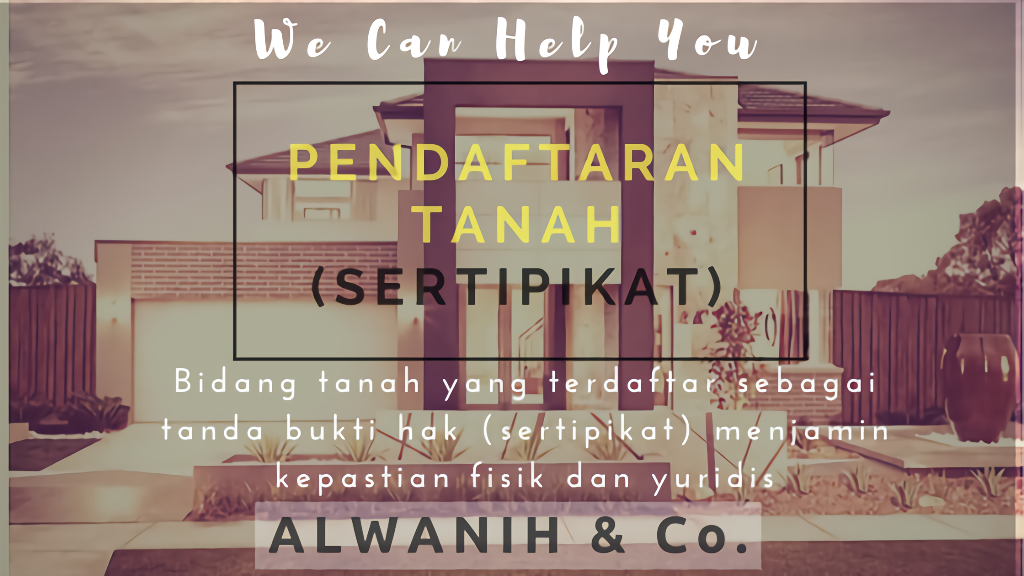 We Can Help You
PENDAFTARAN
TANAH
(SERTIPIKAT)
Bidang tanah yang terdaftar sebagai
tanda bukti hak (sertipikat) menjamin
kepastian fisik dan yuridis
ALWANIH & Co.